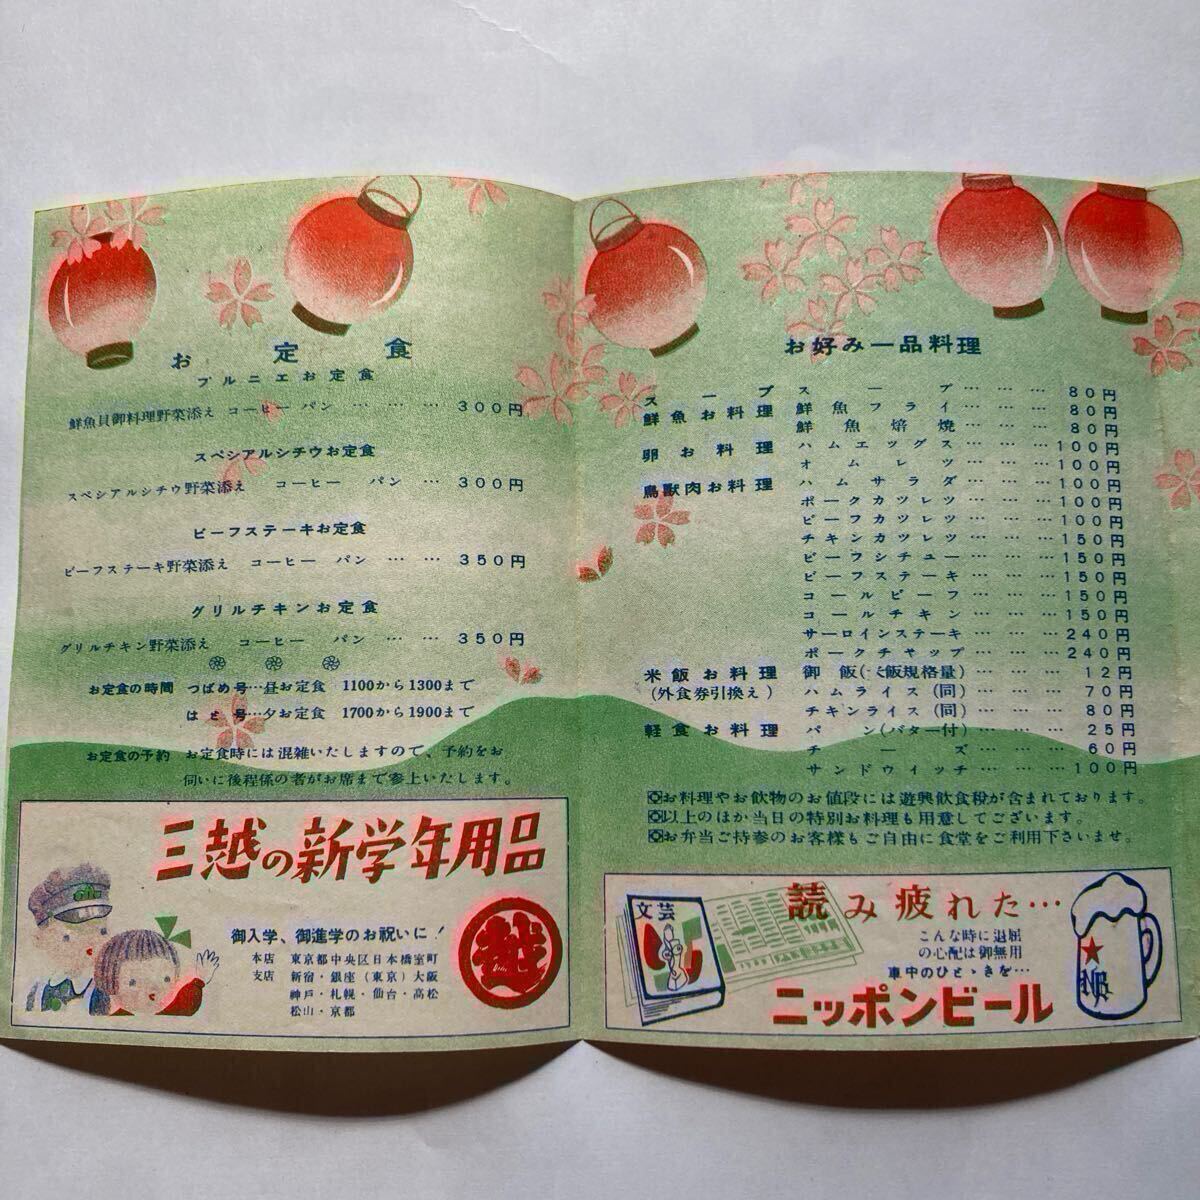 お定食
プルニエお定食
鮮魚貝御料理野菜添え コーヒー パン … … … 300円
スペシアルシチウお定食
スペシアルシチウ野菜添え コーヒー パン … 300円
ビーフステーキお定食
ビーフステーキ野菜添え コーヒー パン … … 350円
グリルチキンお定食
グリルチキン野菜添え コーヒー パン … … 350円
お定食の時間 つばめ号…昼お定食 1100から1300まで
はと号…夕お定食 1700から1900まで
お定食の予約 お定食時には混雑いたしますので、予約をお
伺いに後程係の者がお席まで参上いたします。
三越の新学年用品
御入学、御進学のお祝いに!
本店 東京都中央区日本橋室町
支店 新宿・銀座(東京)大阪
神戸・札幌・仙台・高松
松山・京都
越
お好み一品料理
スープ スープ … … … 80円
鮮魚お料理 鮮魚フライ … … … 80円
鮮魚焙焼 … … … 80円
卵お料理 ハムエッグス … … … 100円
オムレツ … … … 100円
鳥獣肉お料理 ハムサラダ … … … 100円
ポークカツレツ … … … 100円
ビーフカツレツ … … … 100円
チキンカツレツ … … … 150円
ビーフシチュー … … … 150円
ビーフステーキ … … … 150円
コールビーフ … … … 150円
コールチキン … … … 150円
サーロインステーキ … … … 240円
ポークチャップ … … … 240円
米飯お料理 御飯(飯規格量) … … … 12円
(外食券引換え) ハムライス(同) … … … 70円
チキンライス(同) … … … 80円
軽食お料理 パン(バター付) … … … 25円
チーズ … … … 60円
サンドウイッチ … … … 100円
お料理やお飲物のお値段には遊興飲食税が含まれております。
以上のほか当日の特別お料理も用意してございます。
お弁当ご持参のお客様もご自由に食堂をご利用下さいませ。
文芸
読み疲れた…
こんな時に退屈
の心配は御無用
車中のひとゝきを…
ニッポンビール
NB